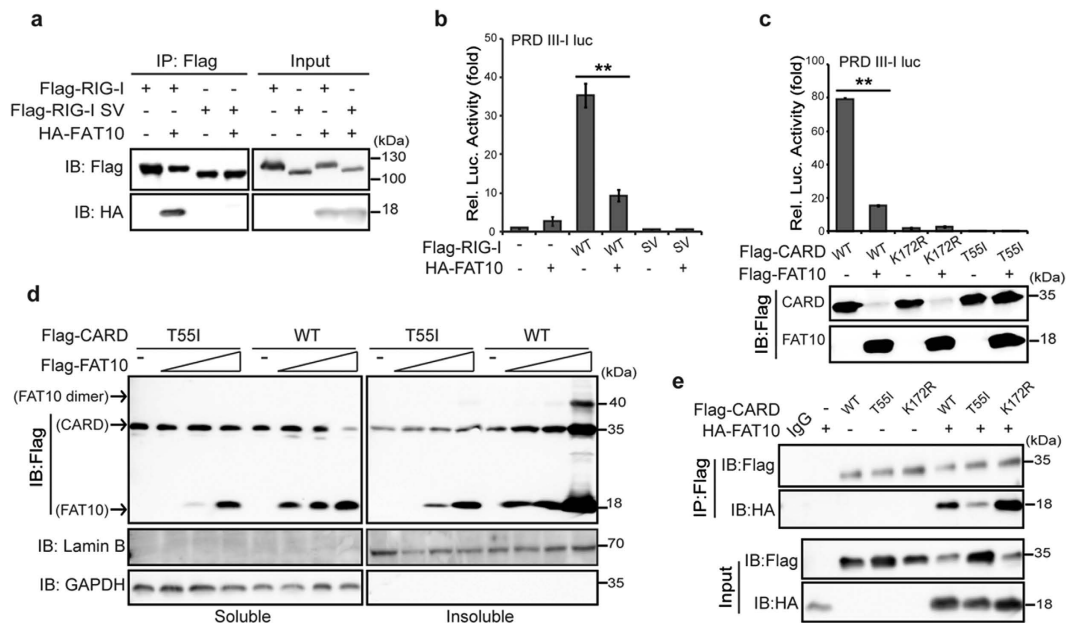 a
IP: Flag Input
Flag-RIG-I + + - - + - + -
Flag-RIG-I SV - - + + - + - +
HA-FAT10 - + - + - - + +
(kDa)
IB: Flag
130
100
IB: HA
18
b
PRD III-I luc
**
Rel. Luc. Activity (fold)
50
40
30
20
10
0
Flag-RIG-I - - WT WT SV SV
HA-FAT10 - + - + - +
c
PRD III-I luc
**
Rel. Luc. Activity (fold)
100
80
60
40
20
0
Flag-CARD WT WT K172R K172R T55I T55I
Flag-FAT10 - + - + - +
(kDa)
IB:Flag
CARD
35
FAT10
18
d
Flag-CARD T55I WT T55I WT
Flag-FAT10 - - - -
(kDa)
(FAT10 dimer)
40
IB:Flag
(CARD)
35
(FAT10)
18
IB: Lamin B
70
IB: GAPDH
35
Soluble Insoluble
e
Flag-CARD - WT T55I K172R WT T55I K172R
HA-FAT10 IgG + - - - + + +
(kDa)
IP:Flag
IB:Flag
35
IB:HA
18
Input
IB:Flag
35
IB:HA
18